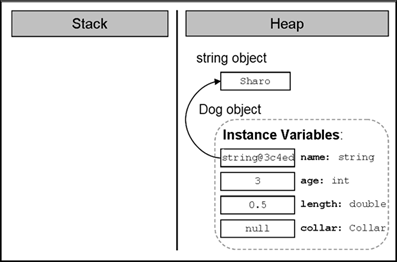 Stack
Heap
string object
Sharo
Dog object
Instance Variables:
string@3c4ed name: string
3 age: int
0.5 length: double
null collar: Collar